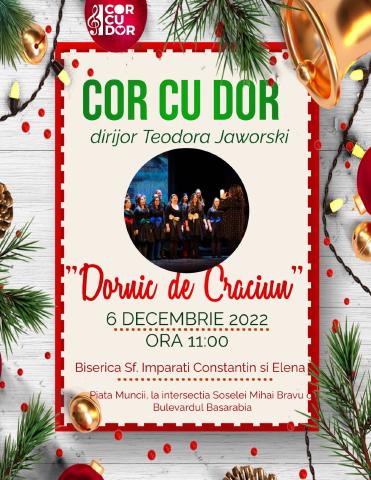 COR
CU
DOR
COR CU DOR
dirijor Teodora Jaworski
"Dornic de Craciun"
6 DECEMBRIE 2022
ORA 11:00
Biserica Sf. Imparati Constantin si Elena
Piata Muncii, la intersectia Soselei Mihai Bravu c
Bulevardul Basarabia